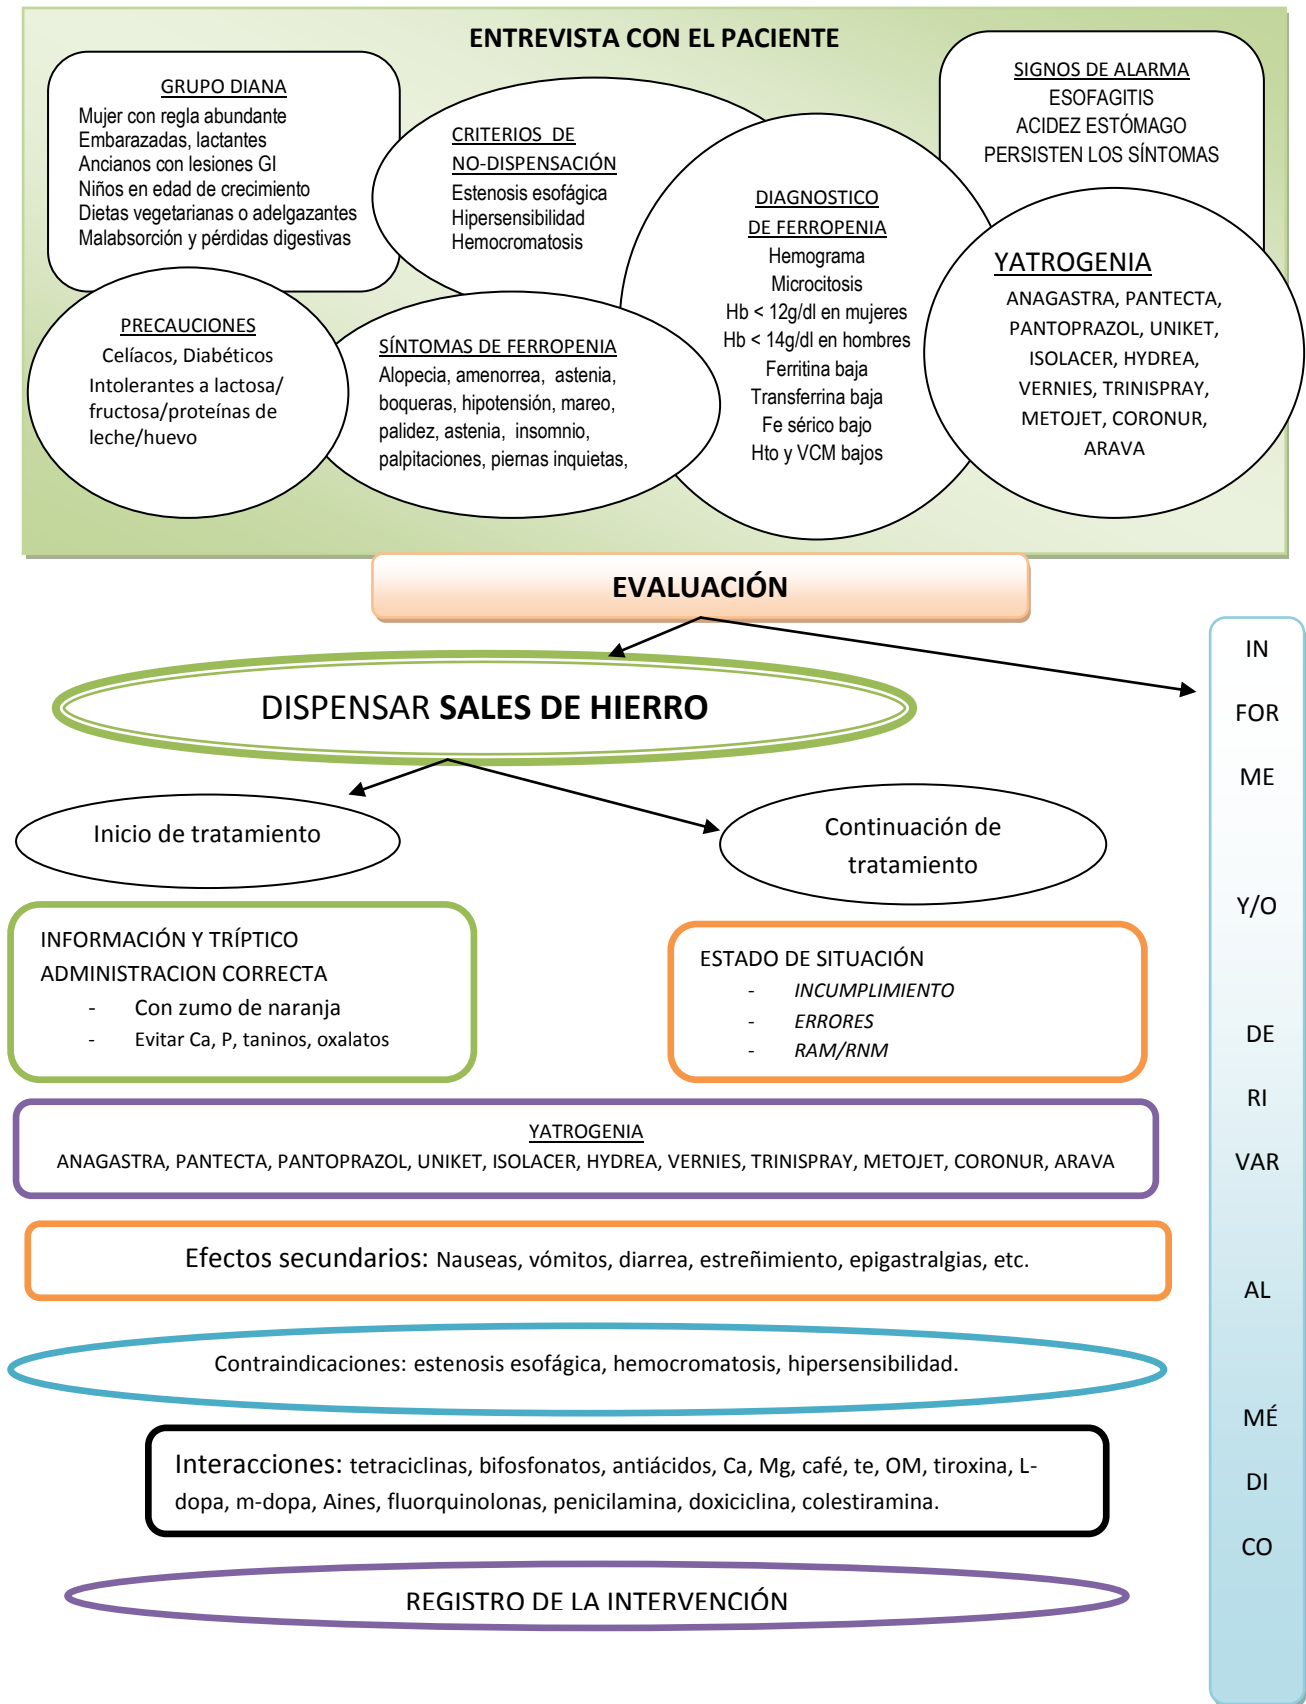 ENTREVISTA CON EL PACIENTE
GRUPO DIANA
Mujer con regla abundante
Embarazadas, lactantes
Ancianos con lesiones GI
Niños en edad de crecimiento
Dietas vegetarianas o adelgazantes
Malabsorción y pérdidas digestivas
CRITERIOS DE
NO-DISPENSACIÓN
Estenosis esofágica
Hipersensibilidad
Hemocromatosis
SIGNOS DE ALARMA
ESOFAGITIS
ACIDEZ ESTÓMAGO
PERSISTEN LOS SÍNTOMAS
DIAGNOSTICO
DE FERROPENIA
Hemograma
Microcitosis
Hb < 12g/dl en mujeres
Hb < 14g/dl en hombres
Ferritina baja
Transferrina baja
Fe sérico bajo
Hto y VCM bajos
YATROGENIA
ANAGASTRA, PANTECTA,
PANTOPRAZOL, UNIKET,
ISOLACER, HYDREA,
VERNIES, TRINISPRAY,
METOJET, CORONUR,
ARAVA
PRECAUCIONES
Celíacos, Diabéticos
Intolerantes a lactosa/
fructosa/proteínas de
leche/huevo
SÍNTOMAS DE FERROPENIA
Alopecia, amenorrea, astenia,
boqueras, hipotensión, mareo,
palidez, astenia, insomnio,
palpitaciones, piernas inquietas,
EVALUACIÓN
DISPENSAR SALES DE HIERRO
Inicio de tratamiento
Continuación de
tratamiento
INFORMACIÓN Y TRÍPTICO
ADMINISTRACION CORRECTA
- Con zumo de naranja
- Evitar Ca, P, taninos, oxalatos
ESTADO DE SITUACIÓN
- INCUMPLIMIENTO
- ERRORES
- RAM/RNM
YATROGENIA
ANAGASTRA, PANTECTA, PANTOPRAZOL, UNIKET, ISOLACER, HYDREA, VERNIES, TRINISPRAY, METOJET, CORONUR, ARAVA
Efectos secundarios: Nauseas, vómitos, diarrea, estreñimiento, epigastralgias, etc.
Contraindicaciones: estenosis esofágica, hemocromatosis, hipersensibilidad.
Interacciones: tetraciclinas, bifosfonatos, antiácidos, Ca, Mg, café, te, OM, tiroxina, L-
dopa, m-dopa, Aines, fluorquinolonas, penicilamina, doxiciclina, colestiramina.
REGISTRO DE LA INTERVENCIÓN
IN
FOR
ME
Y/O
DE
RI
VAR
AL
MÉ
DI
CO